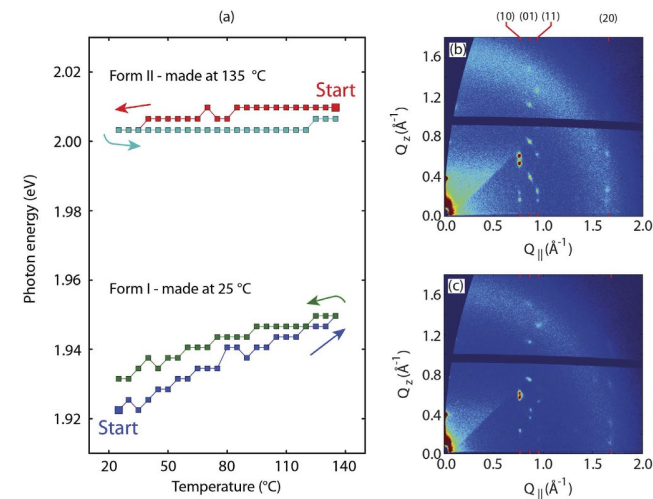 (a)
2.02
2.00
1.98
1.96
1.94
1.92
Photon energy (eV)
Form II - made at 135 °C
Start
Form I - made at 25 °C
Start
20
50
80
110
140
Temperature (°C)
(10) (01) (11) (20)
(b)
1.6
1.2
0.8
0.4
0.0
Qz(Å-1)
0.0
0.5
1.0
1.5
2.0
Q||(Å-1)
(c)
1.6
1.2
0.8
0.4
0.0
Qz(Å-1)
0.0
0.5
1.0
1.5
2.0
Q||(Å-1)